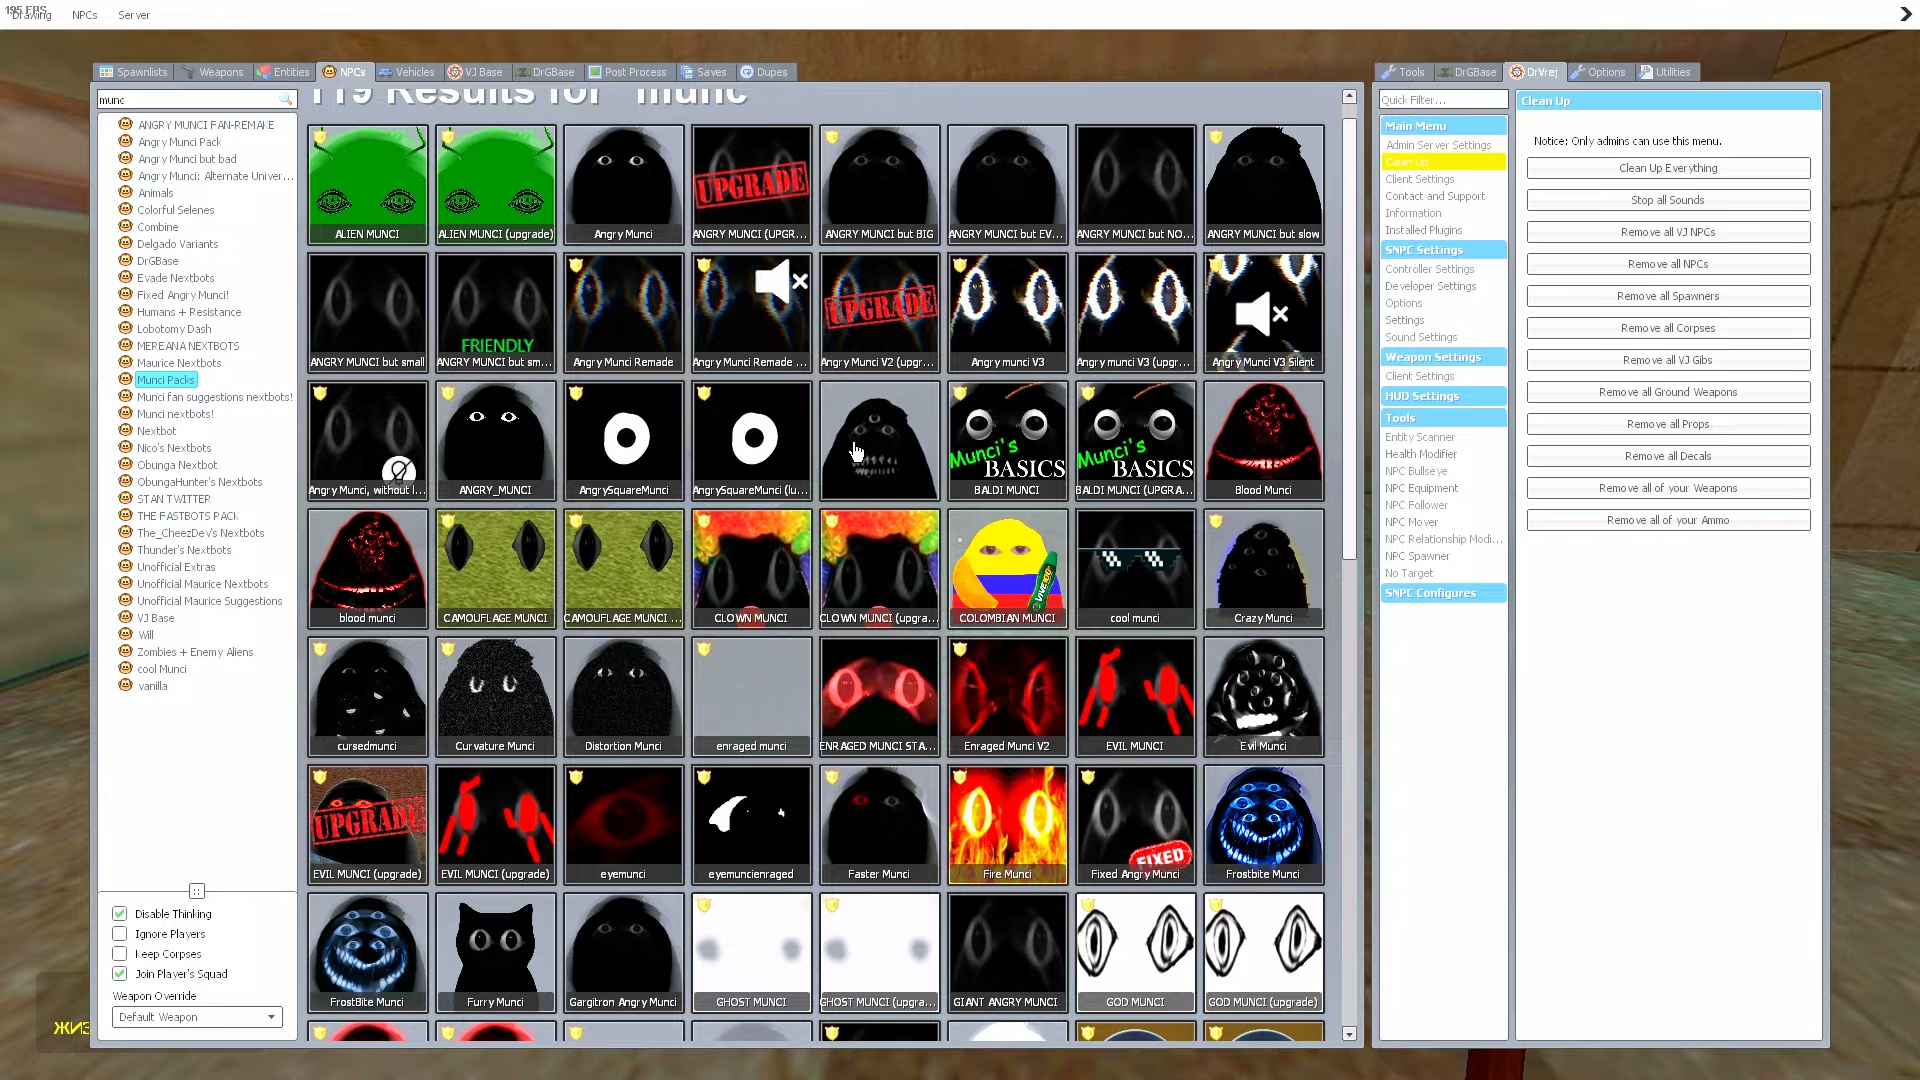 195 FPS
Drawing NPCs Server
Spawnlists Weapons Entities NPCs Vehicles VJ Base DrGBase Post Process Saves Dupes
munc
119 Results for "munc"
ANGRY MUNCI FAN-REMAKE
Angry Munci Pack
Angry Munci but bad
Angry Munci: Alternate Univer...
Animals
Colorful Selenes
Combine
Delgado Variants
DrGBase
Evade Nextbots
Fixed Angry Munci!
Humans + Resistance
Lobotomy Dash
MEREANA NEXTBOTS
Maurice Nextbots
Munci Packs
Munci fan suggestions nextbots!
Munci nextbots!
Nextbot
Nico's Nextbots
Obunga Nextbot
ObungaHunter's Nextbots
STAN TWITTER
THE FASTBOTS PACK
The_CheezDev's Nextbots
Thunder's Nextbots
Unofficial Extras
Unofficial Maurice Nextbots
Unofficial Maurice Suggestions
VJ Base
Will
Zombies + Enemy Aliens
cool Munci
vanilla
Disable Thinking
Ignore Players
Keep Corpses
Join Player's Squad
Weapon Override
Default Weapon
ЖИЗ
UPGRADE
ALIEN MUNCI ALIEN MUNCI (upgrade) Angry Munci ANGRY MUNCI (UPGR... ANGRY MUNCI but BIG ANGRY MUNCI but EV... ANGRY MUNCI but NO... ANGRY MUNCI but slow
UPGRADE
FRIENDLY
ANGRY MUNCI but small ANGRY MUNCI but sm... Angry Munci Remade Angry Munci Remade ... Angry Munci V2 (upgr... Angry munci V3 Angry munci V3 (upgr... Angry Munci V3 Silent
Munci's BASICS Munci's BASICS
Angry Munci, without l... ANGRY_MUNCI AngrySquareMunci AngrySquareMunci (lu... BALDI MUNCI BALDI MUNCI (UPGRA... Blood Munci
VIVE100
blood munci CAMOUFLAGE MUNCI CAMOUFLAGE MUNCI ... CLOWN MUNCI CLOWN MUNCI (upgra... COLOMBIAN MUNCI cool munci Crazy Munci
cursedmunci Curvature Munci Distortion Munci enraged munci ENRAGED MUNCI STA... Enraged Munci V2 EVIL MUNCI Evil Munci
UPGRADE
FIXED
EVIL MUNCI (upgrade) EVIL MUNCI (upgrade) eyemunci eyemuncienraged Faster Munci Fire Munci Fixed Angry Munci Frostbite Munci
FrostBite Munci Furry Munci Gargitron Angry Munci GHOST MUNCI GHOST MUNCI (upgra... GIANT ANGRY MUNCI GOD MUNCI GOD MUNCI (upgrade)
Tools DrGBase DrVrej Options Utilities
Quick Filter...
Main Menu
Admin Server Settings
Clean Up
Client Settings
Contact and Support
Information
Installed Plugins
SNPC Settings
Controller Settings
Developer Settings
Options
Settings
Sound Settings
Weapon Settings
Client Settings
HUD Settings
Tools
Entity Scanner
Health Modifier
NPC Bullseye
NPC Equipment
NPC Follower
NPC Mover
NPC Relationship Modi...
NPC Spawner
No Target
SNPC Configures
Clean Up
Notice: Only admins can use this menu.
Clean Up Everything
Stop all Sounds
Remove all VJ NPCs
Remove all NPCs
Remove all Spawners
Remove all Corpses
Remove all VJ Gibs
Remove all Ground Weapons
Remove all Props
Remove all Decals
Remove all of your Weapons
Remove all of your Ammo